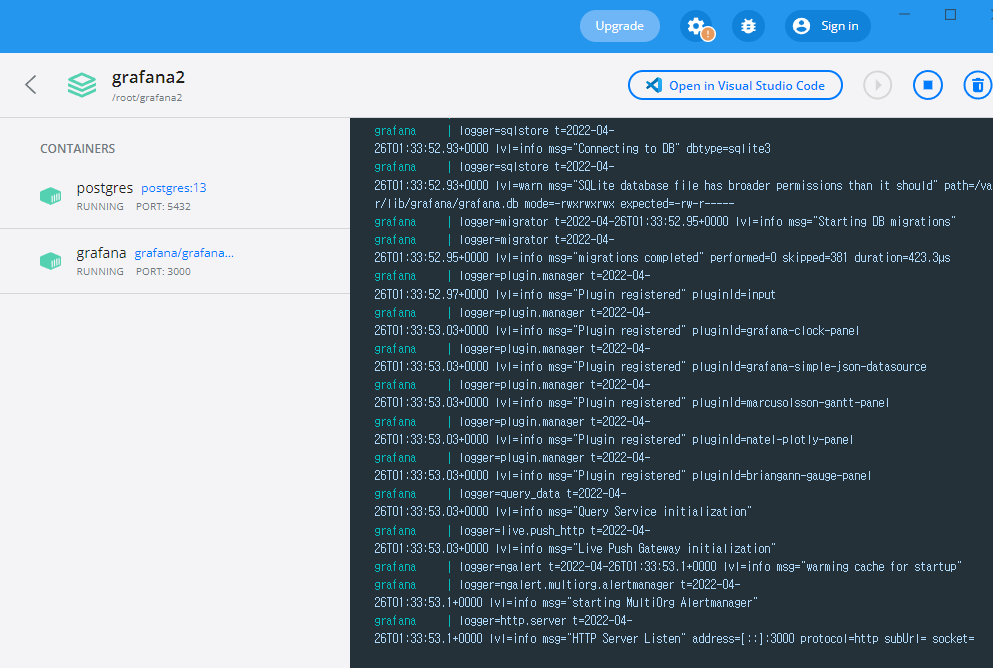 Upgrade
!
Sign in
grafana2
/root/grafana2
Open in Visual Studio Code
CONTAINERS
postgres postgres:13
RUNNING PORT: 5432
grafana grafana/grafana...
RUNNING PORT: 3000
grafana | logger=sqlstore t=2022-04-
26T01:33:52.93+0000 lvl=info msg="Connecting to DB" dbtype=sqlite3
grafana | logger=sqlstore t=2022-04-
26T01:33:52.93+0000 lvl=warn msg="SQLite database file has broader permissions than it should" path=/va
r/lib/grafana/grafana.db mode=-rwxrwxrwx expected=-rw-r-----
grafana | logger=migrator t=2022-04-26T01:33:52.95+0000 lvl=info msg="Starting DB migrations"
grafana | logger=migrator t=2022-04-
26T01:33:52.95+0000 lvl=info msg="migrations completed" performed=0 skipped=381 duration=423.3µs
grafana | logger=plugin.manager t=2022-04-
26T01:33:52.97+0000 lvl=info msg="Plugin registered" pluginId=input
grafana | logger=plugin.manager t=2022-04-
26T01:33:53.03+0000 lvl=info msg="Plugin registered" pluginId=grafana-clock-panel
grafana | logger=plugin.manager t=2022-04-
26T01:33:53.03+0000 lvl=info msg="Plugin registered" pluginId=grafana-simple-json-datasource
grafana | logger=plugin.manager t=2022-04-
26T01:33:53.03+0000 lvl=info msg="Plugin registered" pluginId=marcusolsson-gantt-panel
grafana | logger=plugin.manager t=2022-04-
26T01:33:53.03+0000 lvl=info msg="Plugin registered" pluginId=natel-plotly-panel
grafana | logger=plugin.manager t=2022-04-
26T01:33:53.03+0000 lvl=info msg="Plugin registered" pluginId=briangann-gauge-panel
grafana | logger=query_data t=2022-04-
26T01:33:53.03+0000 lvl=info msg="Query Service initialization"
grafana | logger=live.push_http t=2022-04-
26T01:33:53.03+0000 lvl=info msg="Live Push Gateway initialization"
grafana | logger=ngalert t=2022-04-26T01:33:53.1+0000 lvl=info msg="warming cache for startup"
grafana | logger=ngalert.multiorg.alertmanager t=2022-04-
26T01:33:53.1+0000 lvl=info msg="starting MultiOrg Alertmanager"
grafana | logger=http.server t=2022-04-
26T01:33:53.1+0000 lvl=info msg="HTTP Server Listen" address=[::]:3000 protocol=http subUrl= socket=